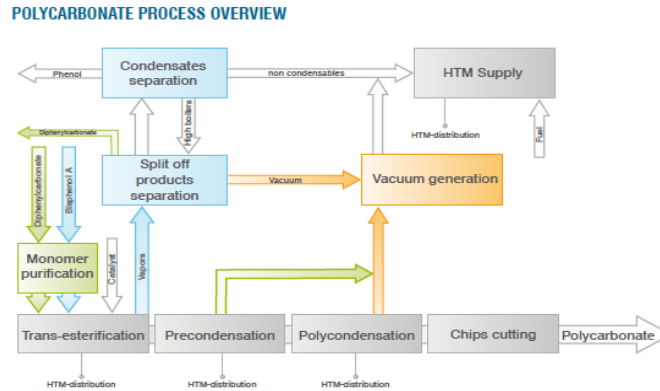 POLYCARBONATE PROCESS OVERVIEW
Phenol
Condensates
separation
non condensables
HTM Supply
High boilers
HTM-distribution
Fuel
Diphenylcarbonate
Diphenylcarbonate
Bisphenol A
Split off
products
separation
Vacuum
Vacuum generation
Monomer
purification
Catalyst
Vapors
Trans-esterification
Precondensation
Polycondensation
Chips cutting
Polycarbonate
HTM-distribution
HTM-distribution
HTM-distribution